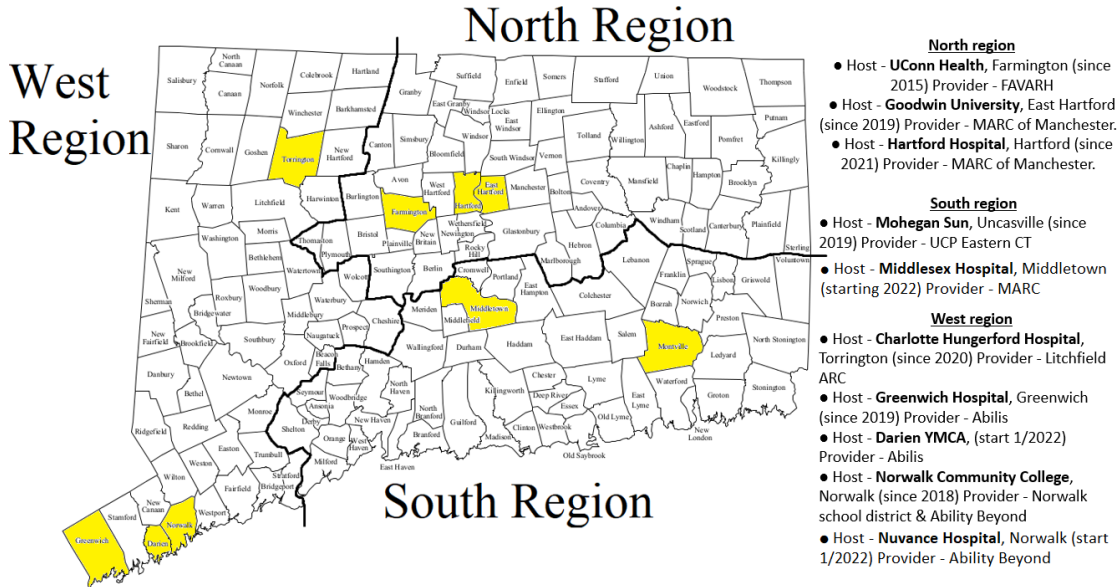 North Region
West
Region
South Region
North
Canaan
Salisbury
Canaan
Norfolk
Colebrook
Hartland
Winchester
Barkhamsted
Sharon
Cornwall
Goshen
Torrington
New
Hartford
Kent
Warren
Litchfield
Harwinton
Morris
Washington
Bethlehem
Thomaston
Plymouth
Watertown
Wolcott
New
Milford
Woodbury
Roxbury
Waterbury
Middlebury
Sherman
Bridgewater
Prospect
Cheshire
New
Fairfield
Brookfield
Southbury
Naugatuck
Oxford
Beacon
Falls
Bethany
Hamden
Danbury
Newtown
Bethel
Monroe
Ridgefield
Redding
Easton
Trumbull
Weston
Wilton
Fairfield
Bridgeport
Stratford
New
Canaan
Westport
Norwalk
Stamford
Greenwich
Darien
Granby
Suffield
Enfield
Somers
Stafford
Union
Woodstock
Thompson
East Granby
Windsor Locks
East
Windsor
Ellington
Putnam
Canton
Simsbury
Windsor
Tolland
Willington
Ashford
Eastford
Pomfret
Killingly
Bloomfield
South Windsor
Vernon
Avon
West
Hartford
Hartford
East
Hartford
Manchester
Bolton
Coventry
Mansfield
Chaplin
Hampton
Brooklyn
Burlington
Farmington
Wethersfield
Newington
New
Britain
Bristol
Plainville
Rocky
Hill
Glastonbury
Andover
Columbia
Hebron
Windham
Scotland
Canterbury
Plainfield
Sterling
Southington
Berlin
Cromwell
Portland
Marlborough
East
Hampton
Lebanon
Franklin
Sprague
Lisbon
Griswold
Voluntown
Meriden
Middletown
Middlefield
Colchester
Bozrah
Norwich
Preston
Wallingford
Durham
Haddam
East Haddam
Salem
Montville
Ledyard
North Stonington
Seymour
Ansonia
Derby
Woodbridge
Shelton
North
Haven
New Haven
Orange
West
Haven
Milford
North
Branford
Branford
East Haven
Guilford
Killingworth
Madison
Chester
Deep River
Essex
Clinton
Westbrook
Old Saybrook
Lyme
Old Lyme
East
Lyme
Waterford
New
London
Groton
Stonington
North region
● Host - UConn Health, Farmington (since
2015) Provider - FAVARH
● Host - Goodwin University, East Hartford
(since 2019) Provider - MARC of Manchester.
● Host - Hartford Hospital, Hartford (since
2021) Provider - MARC of Manchester.
South region
● Host - Mohegan Sun, Uncasville (since
2019) Provider - UCP Eastern CT
● Host - Middlesex Hospital, Middletown
(starting 2022) Provider - MARC
West region
● Host - Charlotte Hungerford Hospital,
Torrington (since 2020) Provider - Litchfield
ARC
● Host - Greenwich Hospital, Greenwich
(since 2019) Provider - Abilis
● Host - Darien YMCA, (start 1/2022)
Provider - Abilis
● Host - Norwalk Community College,
Norwalk (since 2018) Provider - Norwalk
school district & Ability Beyond
● Host - Nuvance Hospital, Norwalk (start
1/2022) Provider - Ability Beyond